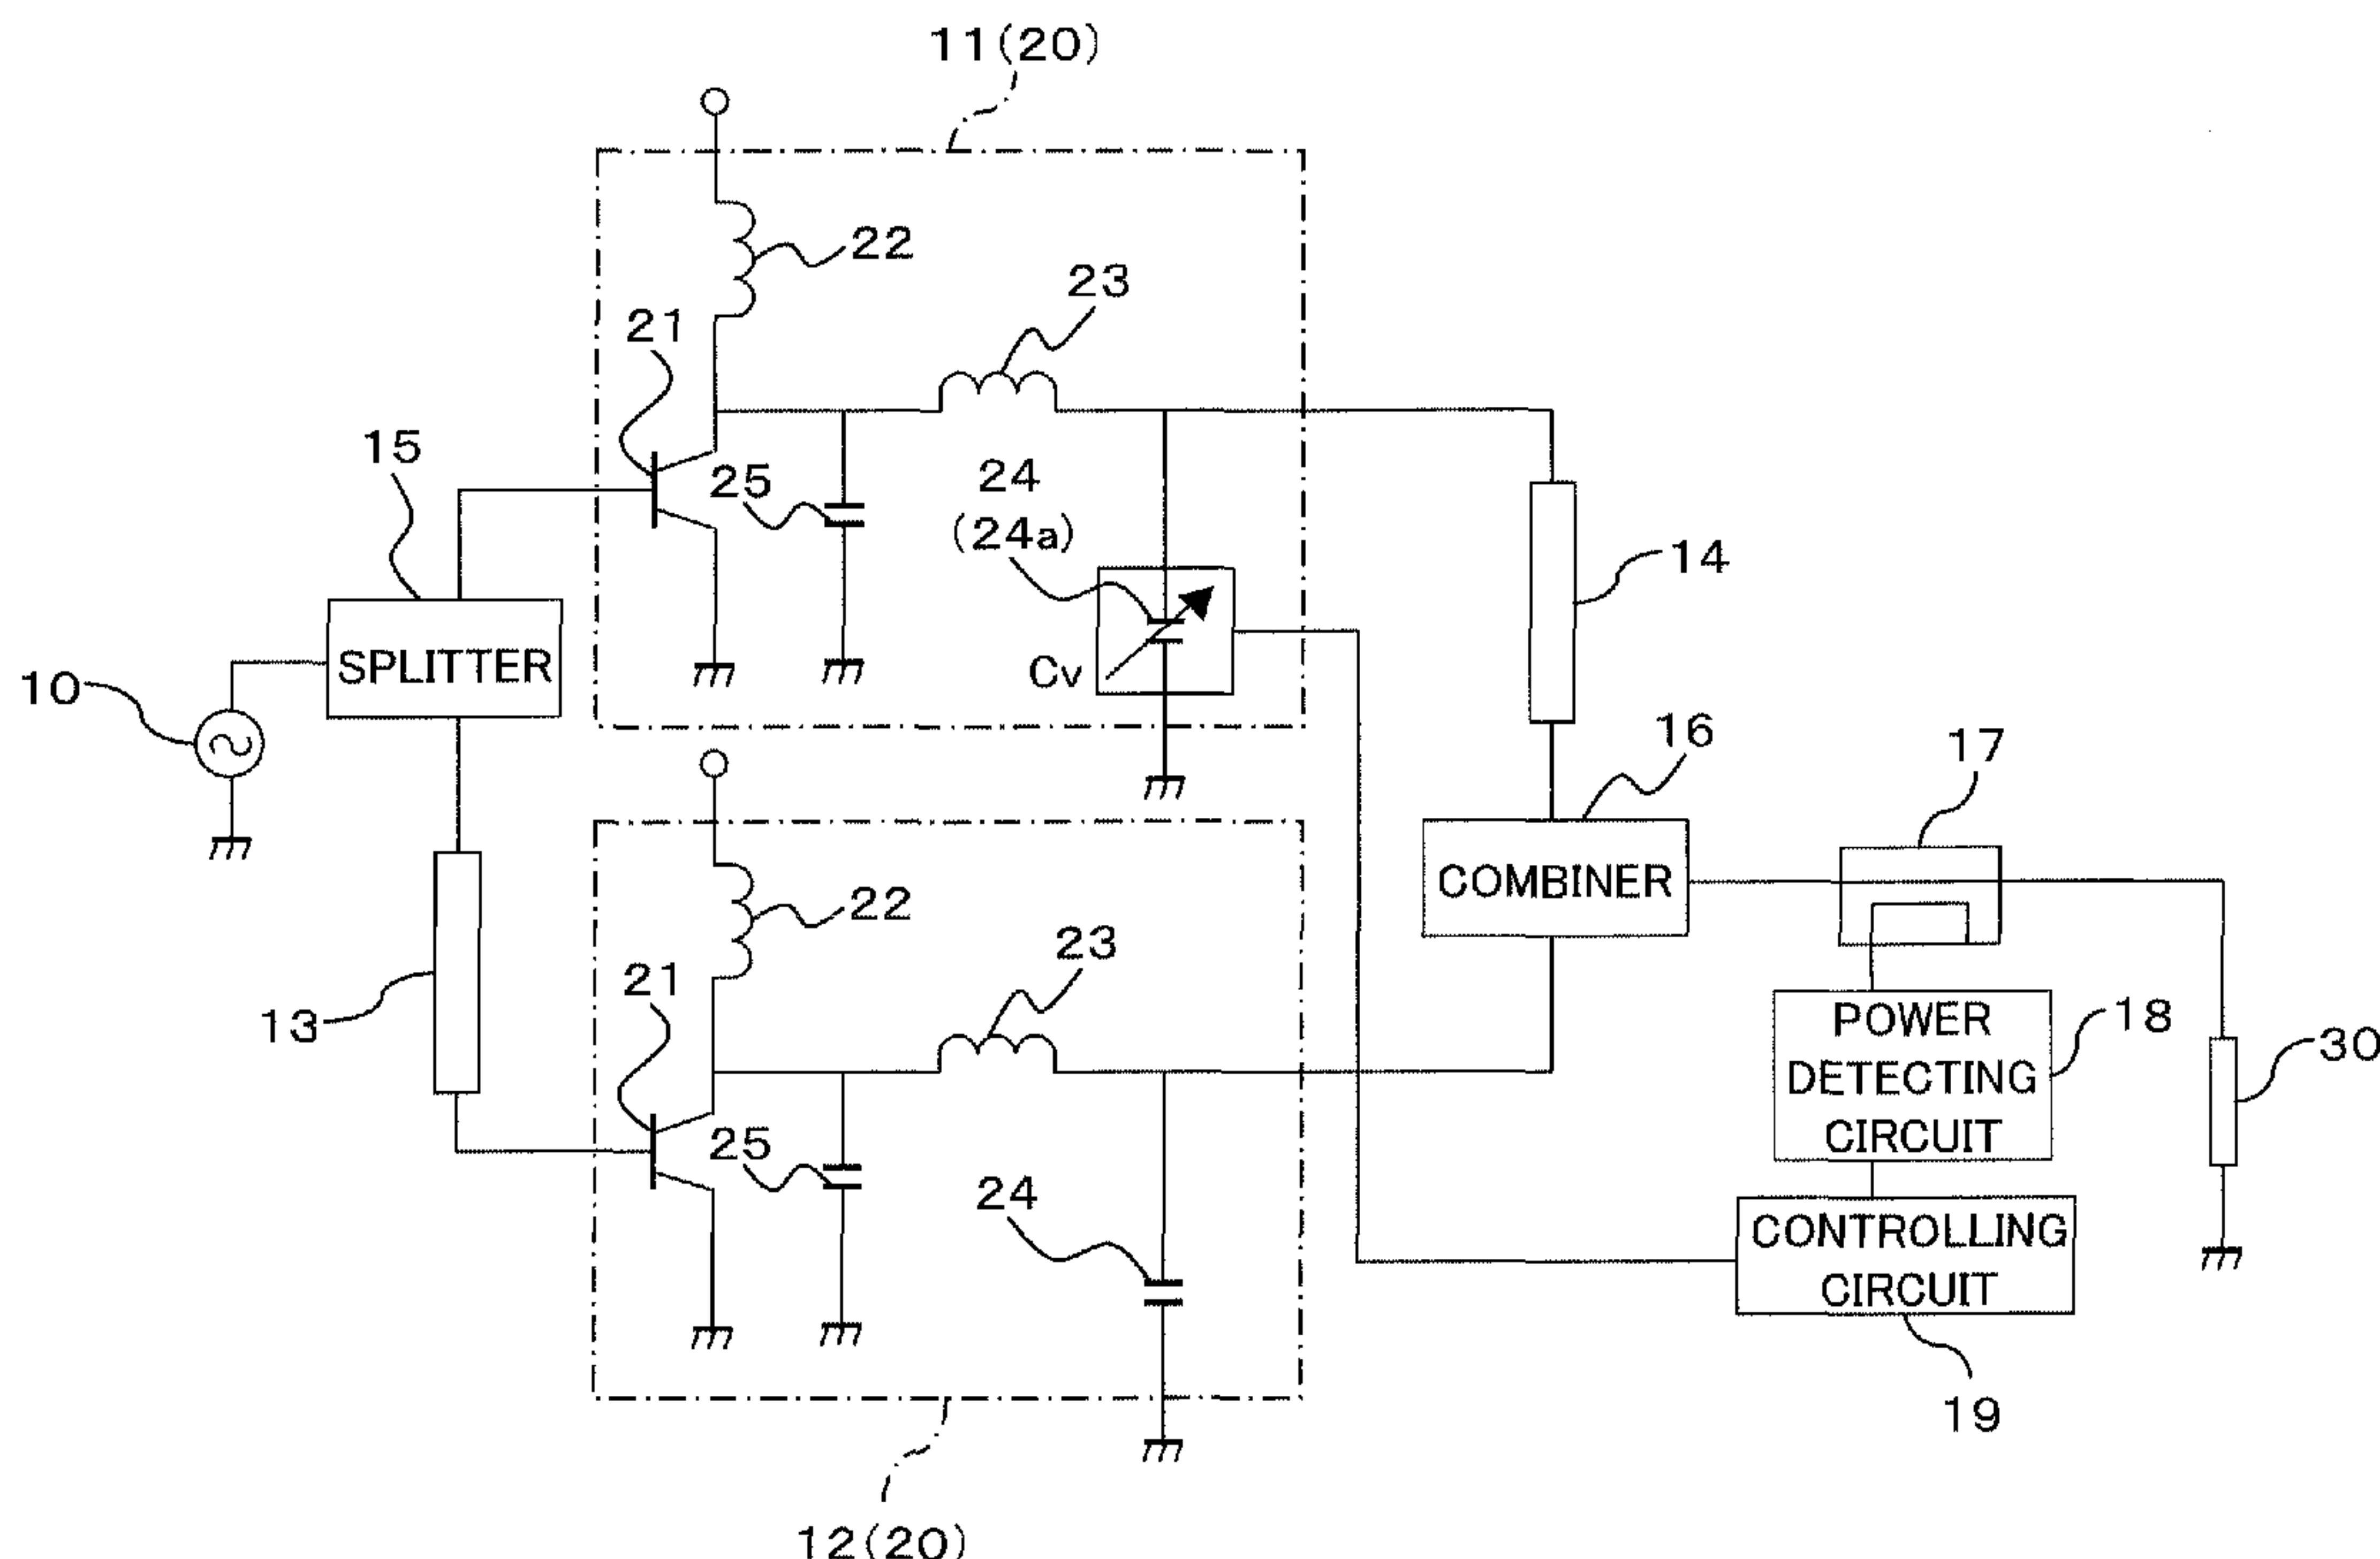 11(20)
22
23
21
15
25
24
(24a)
14
SPLITTER
Cv
10
16
17
COMBINER
22
23
21
13
POWER
DETECTING
CIRCUIT
18
30
25
24
CONTROLLING
CIRCUIT
19
12(20)